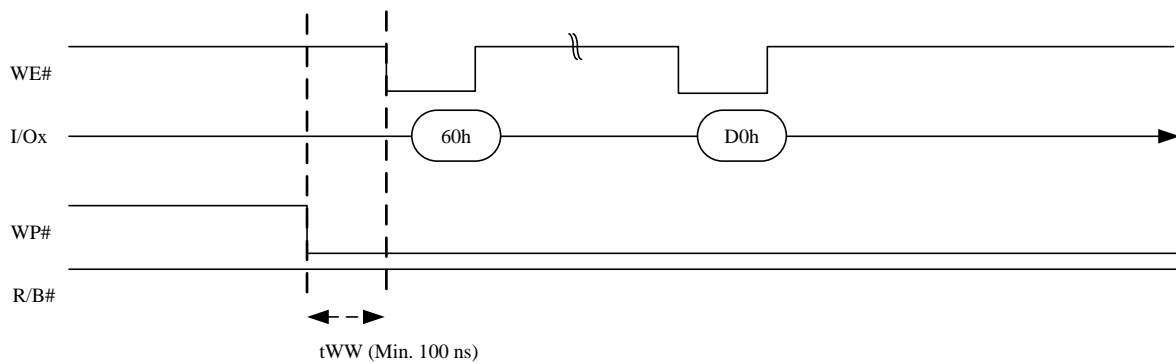 WE#
I/Ox
60h
D0h
WP#
R/B#
tWW (Min. 100 ns)